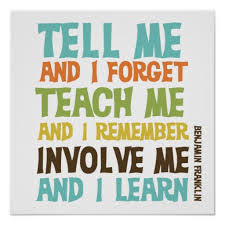 TELL ME
AND I FORGET
TEACH ME
AND I REMEMBER
INVOLVE ME
AND I LEARN
BENJAMIN FRANKLIN